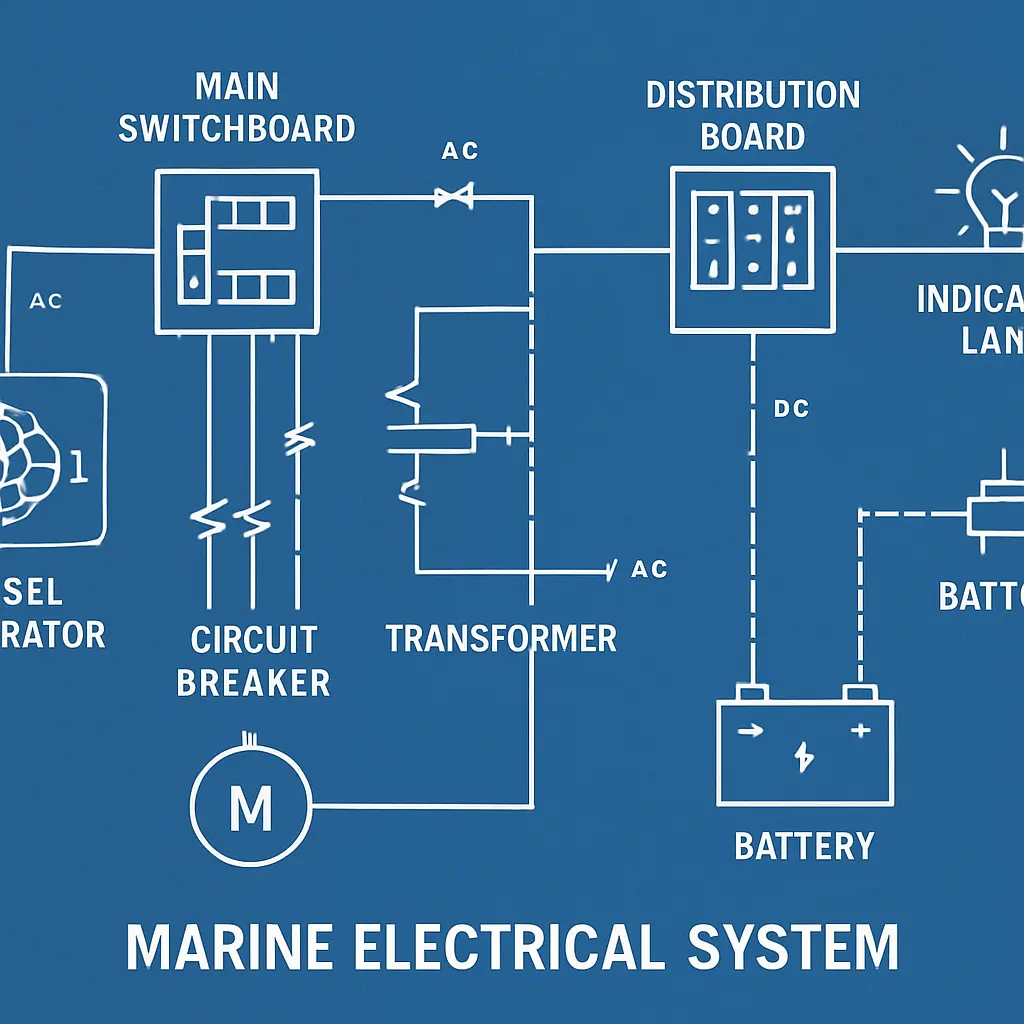 MAIN
SWITCHBOARD
AC
DISTRIBUTION
BOARD
AC
1
INDICA
LAN
DC
SEL
RATOR
CIRCUIT
BREAKER
AC
TRANSFORMER
BATTO
M
+
BATTERY
MARINE ELECTRICAL SYSTEM